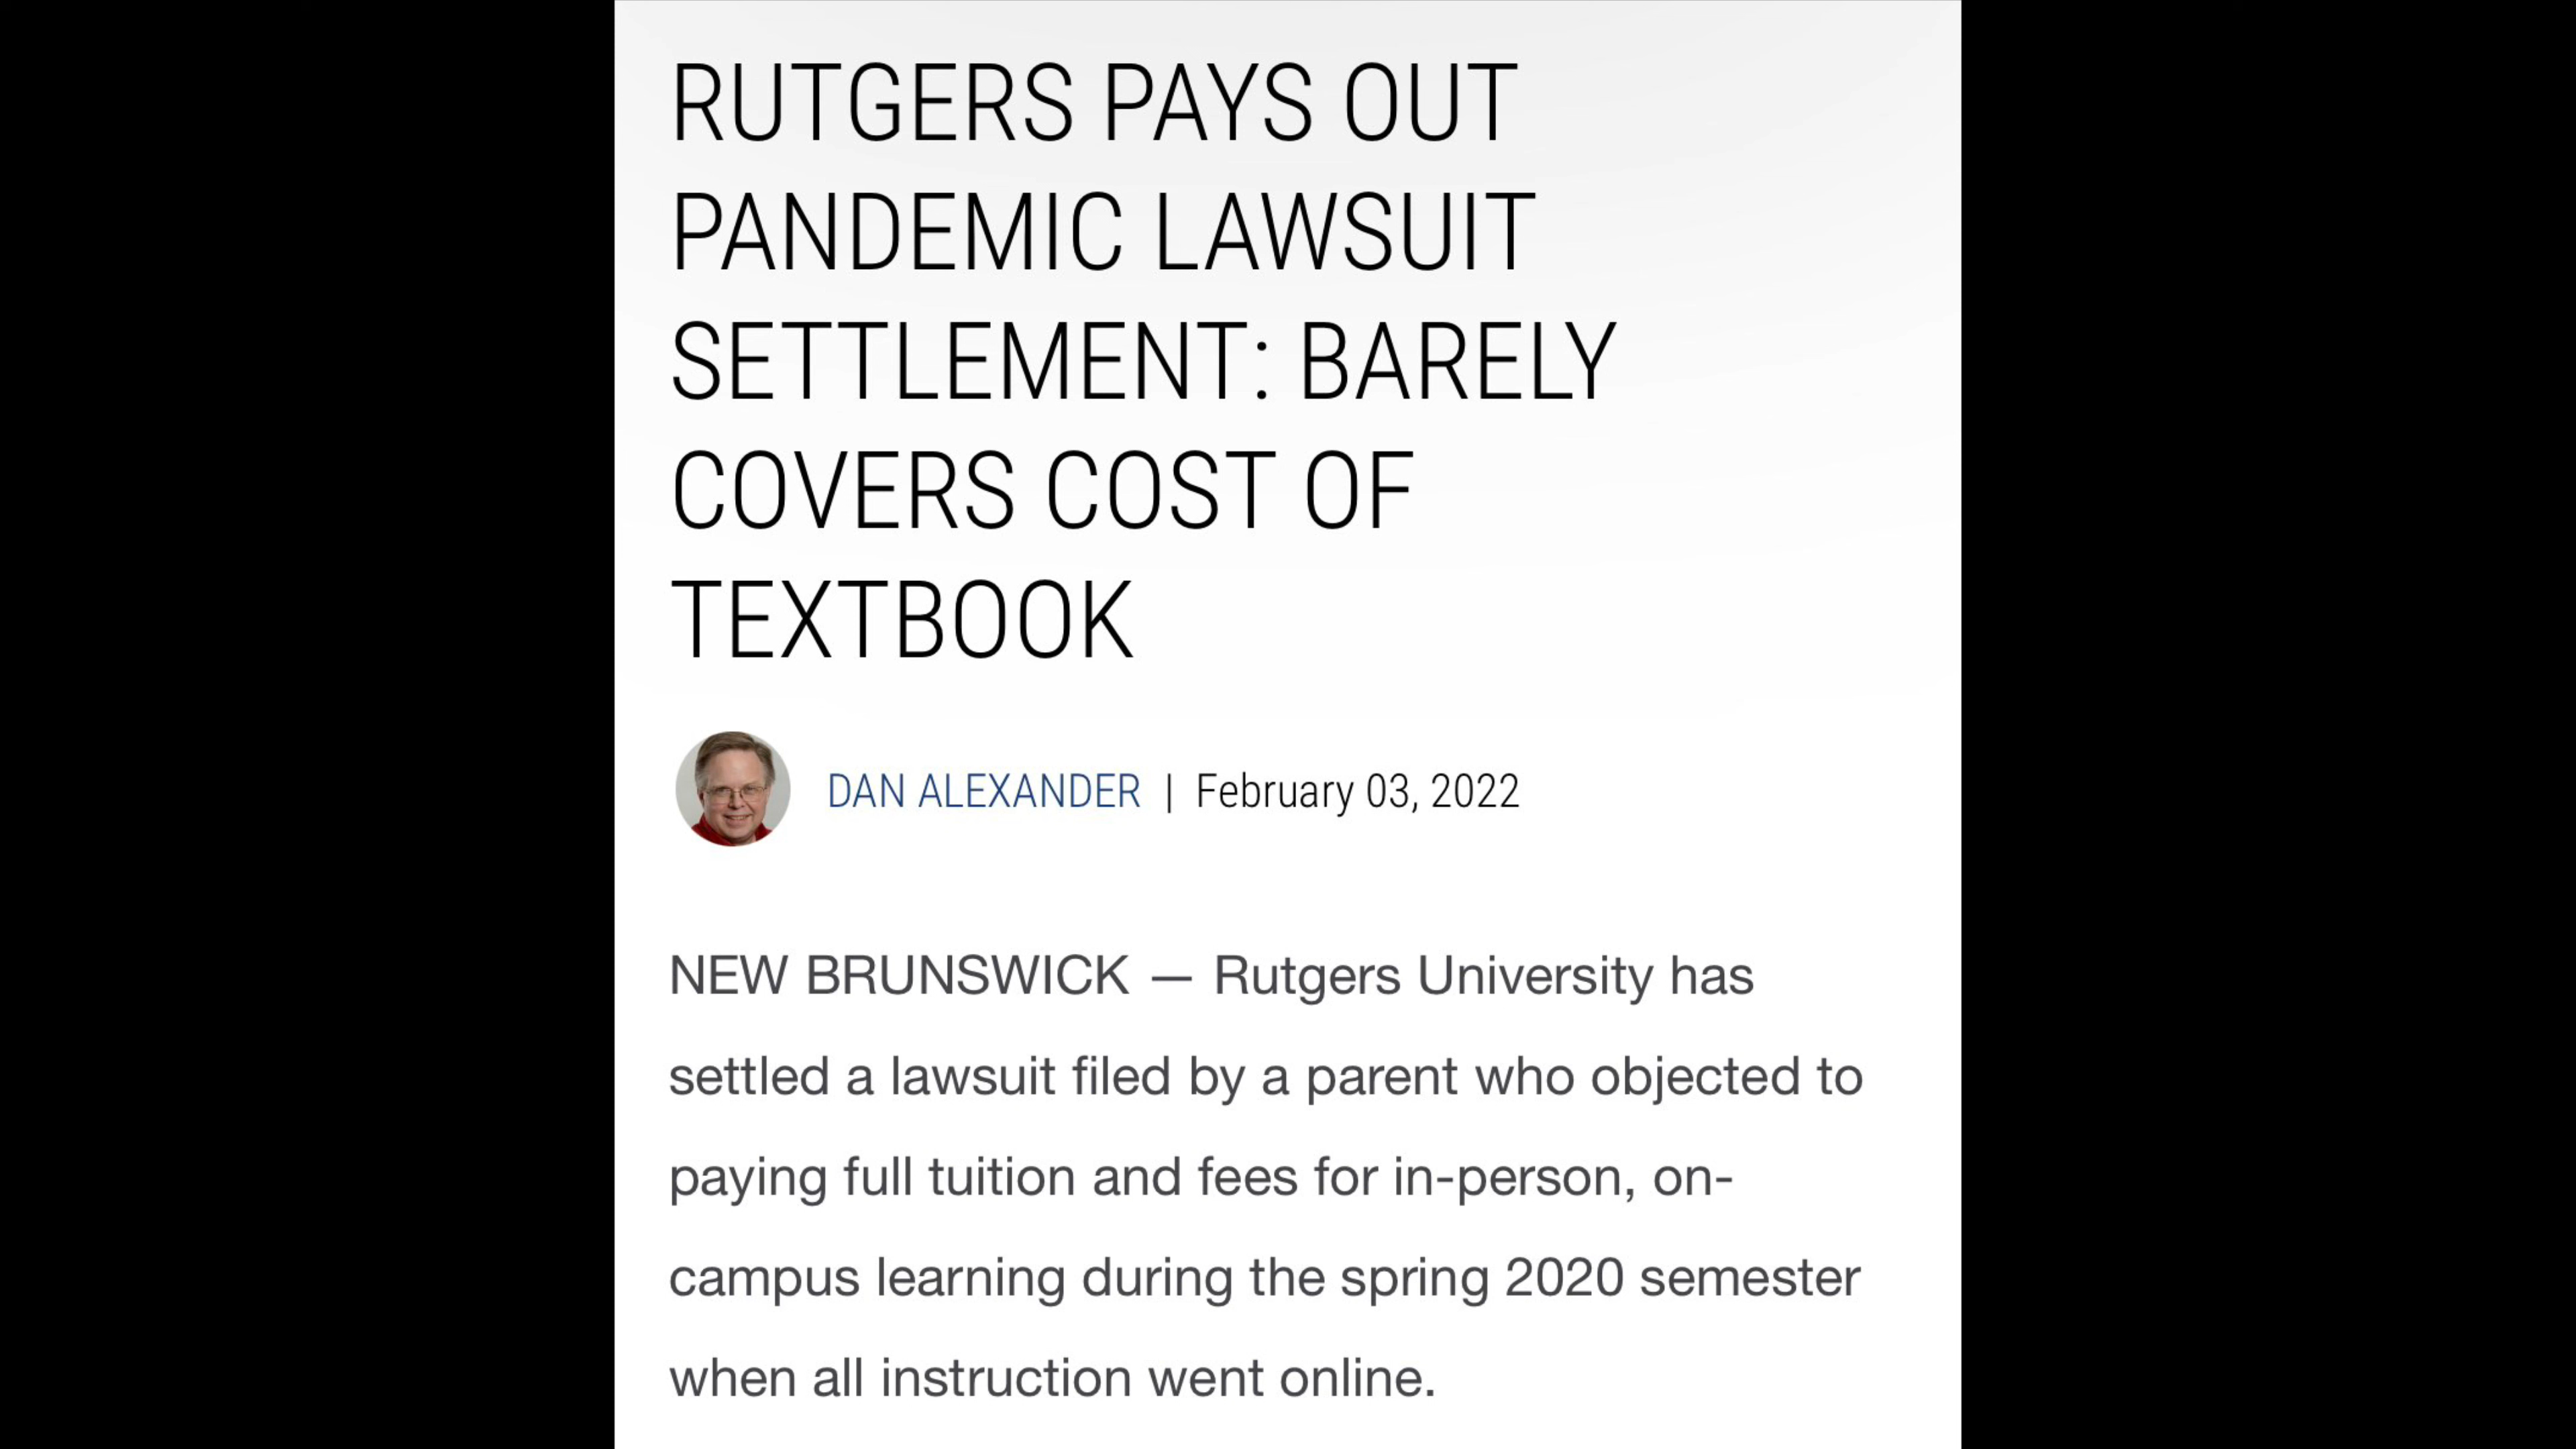 RUTGERS PAYS OUT
PANDEMIC LAWSUIT
SETTLEMENT: BARELY
COVERS COST OF
TEXTBOOK
DAN ALEXANDER | February 03, 2022
NEW BRUNSWICK — Rutgers University has
settled a lawsuit filed by a parent who objected to
paying full tuition and fees for in-person, on-
campus learning during the spring 2020 semester
when all instruction went online.